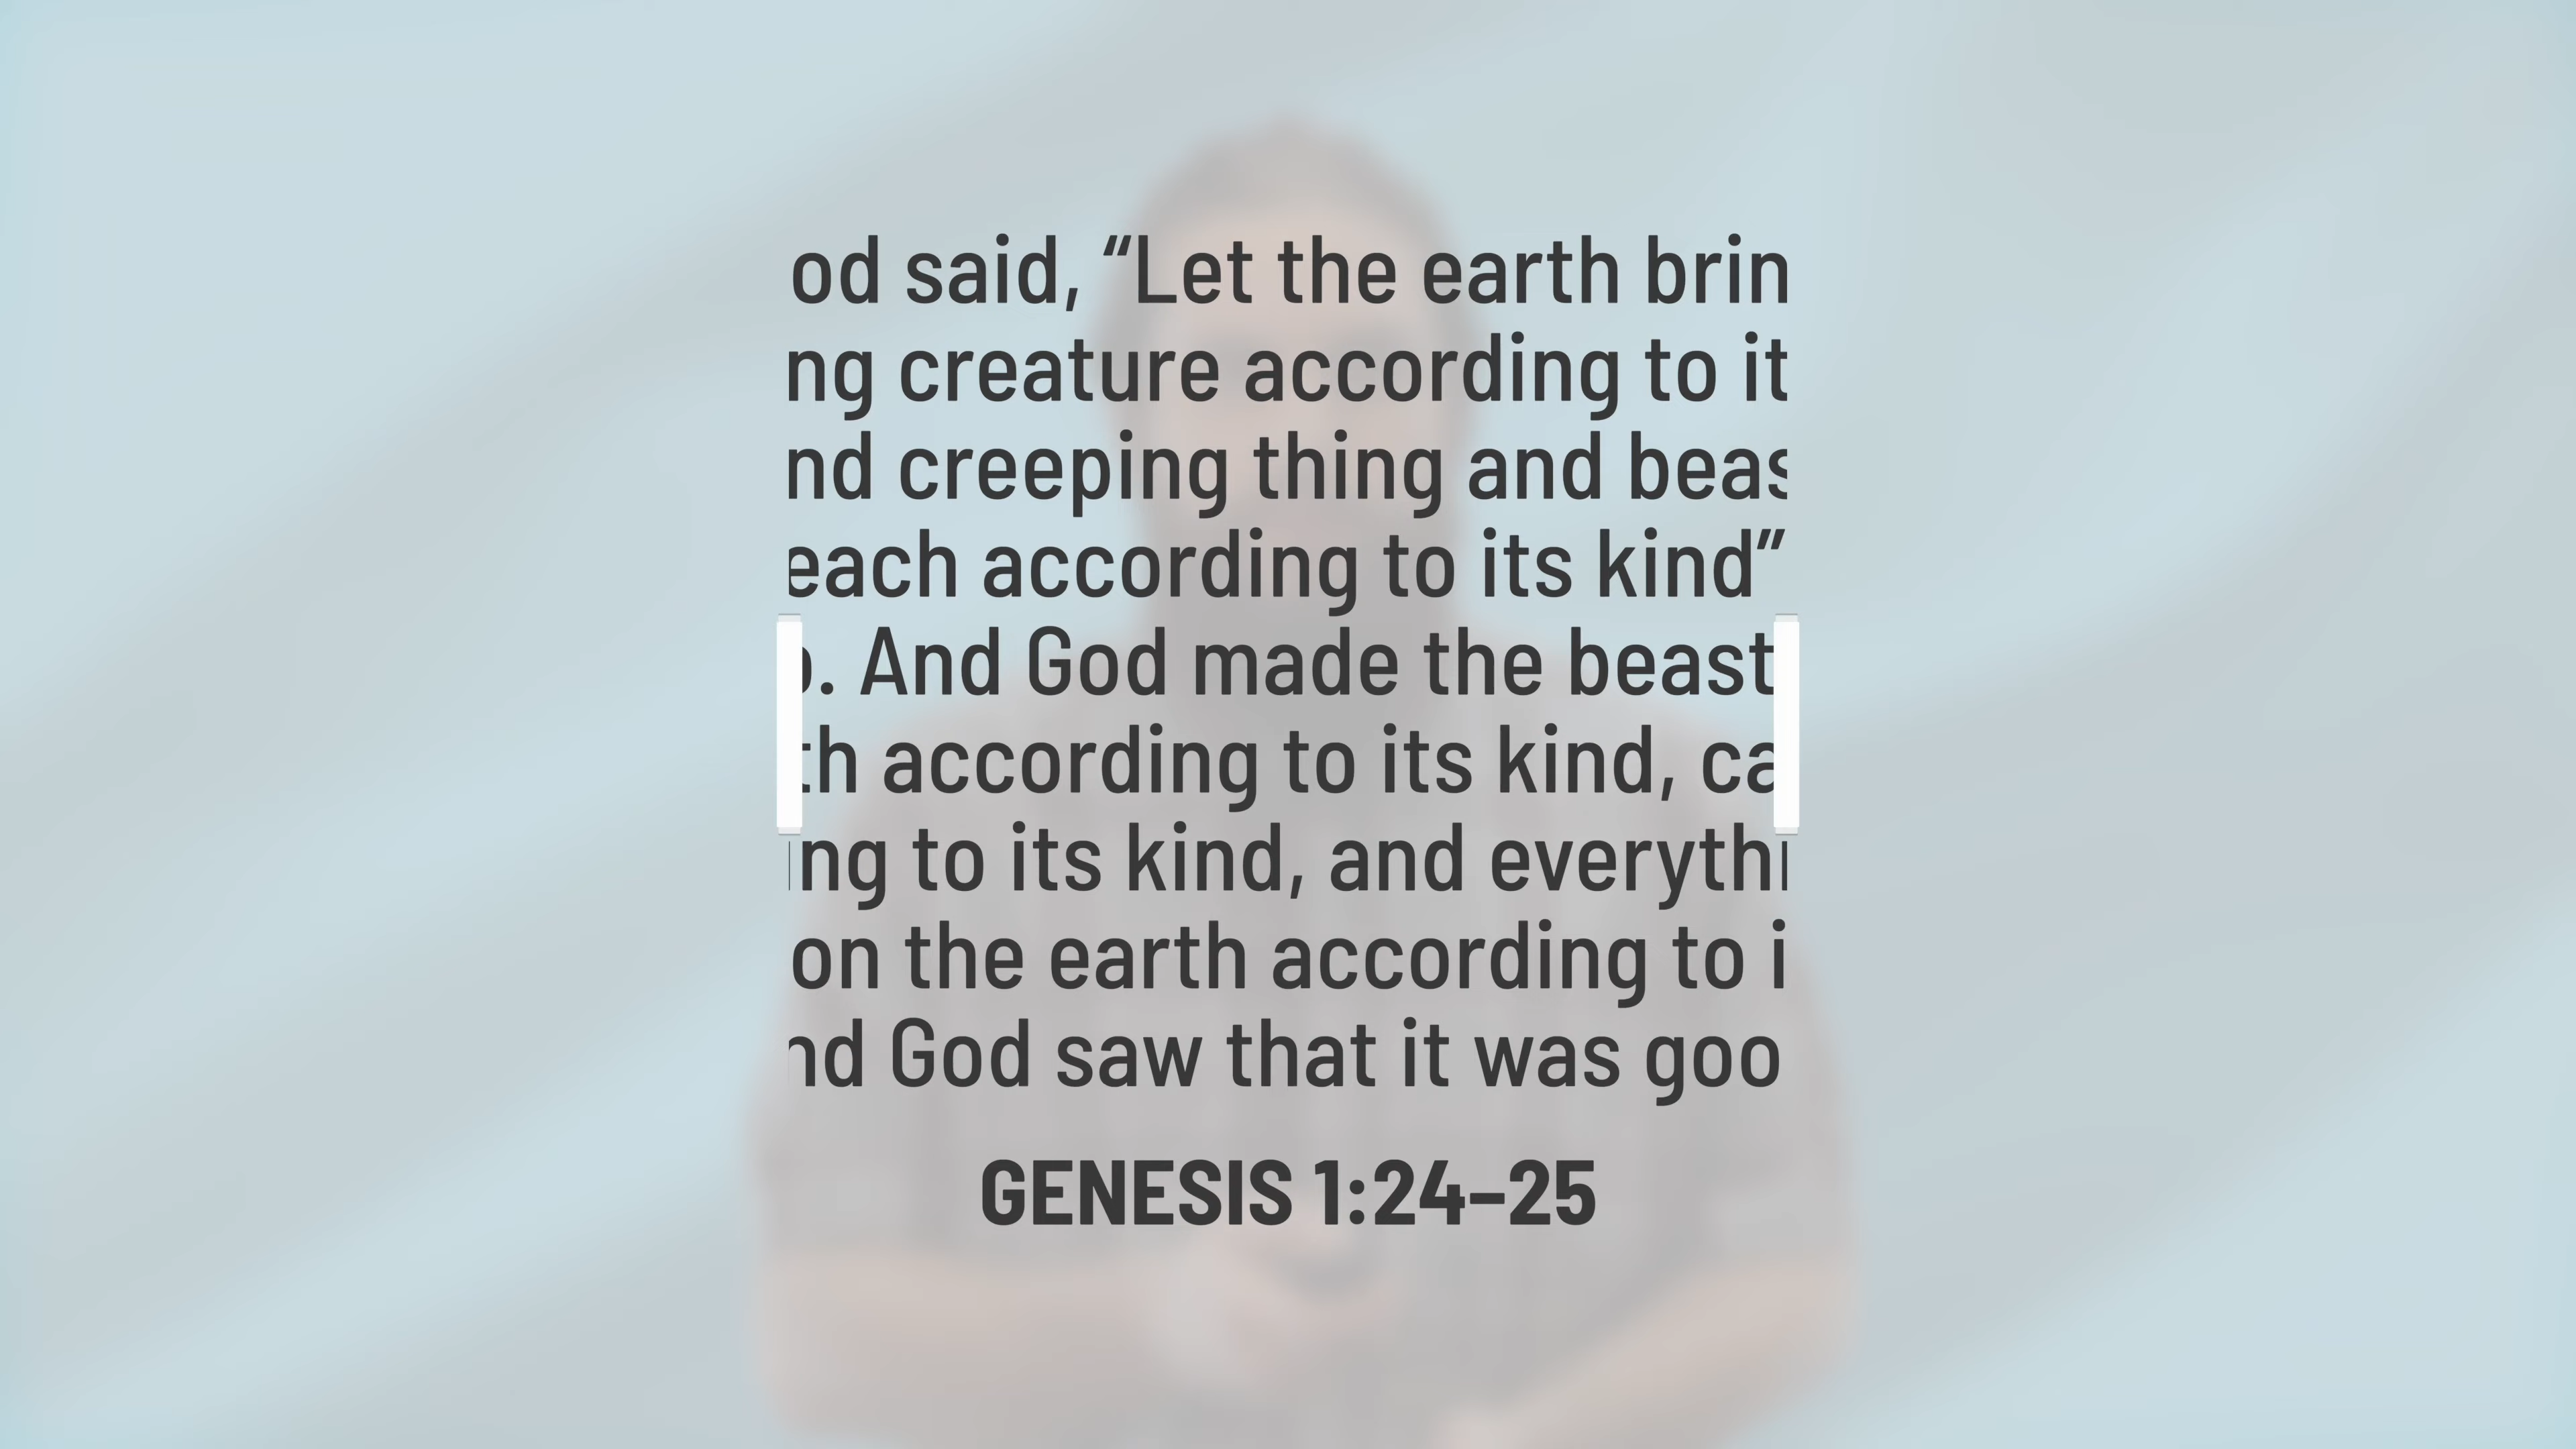 od said, “Let the earth brin
ng creature according to it
nd creeping thing and beas
each according to its kind”
. And God made the beast
th according to its kind, ca
ing to its kind, and everythi
on the earth according to i
nd God saw that it was goo
GENESIS 1:24–25